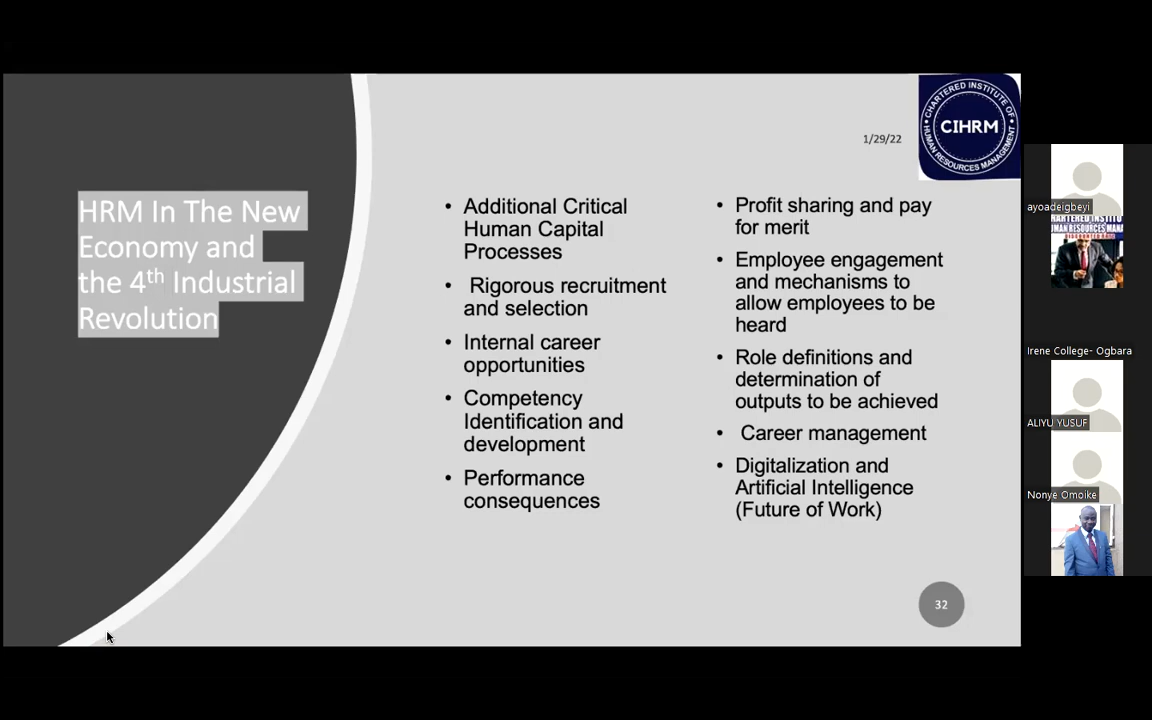 HRM In The New
Economy and
the 4th Industrial
Revolution
• Additional Critical
Human Capital
Processes
• Rigorous recruitment
and selection
• Internal career
opportunities
• Competency
Identification and
development
• Performance
consequences
1/29/22
CHARTERED INSTITUTE OF
CIHRM
HUMAN RESOURCES MANAGEMENT
• Profit sharing and pay
for merit
• Employee engagement
and mechanisms to
allow employees to be
heard
• Role definitions and
determination of
outputs to be achieved
• Career management
• Digitalization and
Artificial Intelligence
(Future of Work)
32
ayoadeigbeyi
Irene College- Ogbara
ALIYU YUSUF
Nonye Omoike